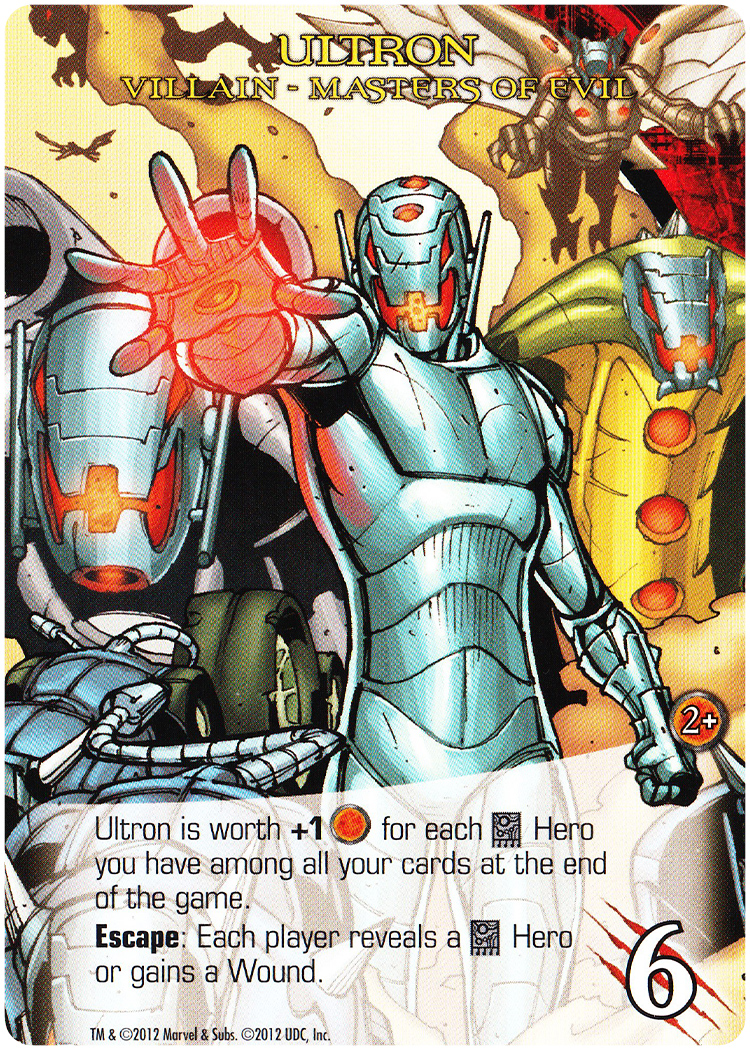 ULTRON
VILLAIN - MASTERS OF EVIL
2+
Ultron is worth +1 for each Hero
you have among all your cards at the end
of the game.
Escape: Each player reveals a Hero
or gains a Wound.
6
TM & ©2012 Marvel & Subs. ©2012 UDC, Inc.